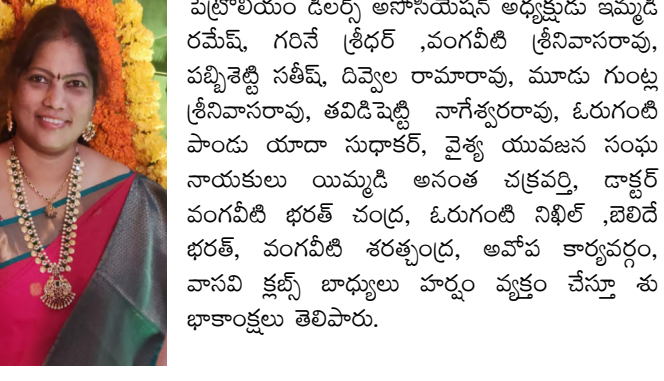 పెట్రోలియం డీలర్స్ అసోసియేషన్ అధ్యక్షుడు ఇమ్మడి
రమేష్, గరినే శ్రీధర్ ,వంగవీటి శ్రీనివాసరావు,
పబ్బిశెట్టి సతీష్, దివ్వెల రామారావు, మూడు గుంట్ల
శ్రీనివాసరావు, తవిడిషెట్టి నాగేశ్వరరావు, ఓరుగంటి
పాండు యాదా సుధాకర్, వైశ్య యువజన సంఘ
నాయకులు యిమ్మడి అనంత చక్రవర్తి, డాక్టర్
వంగవీటి భరత్ చంద్ర, ఓరుగంటి నిఖిల్ ,బెలిదే
భరత్, వంగవీటి శరత్చంద్ర, అవోప కార్యవర్గం,
వాసవి క్లబ్స్ బాధ్యులు హర్షం వ్యక్తం చేస్తూ శు
భాకాంక్షలు తెలిపారు.